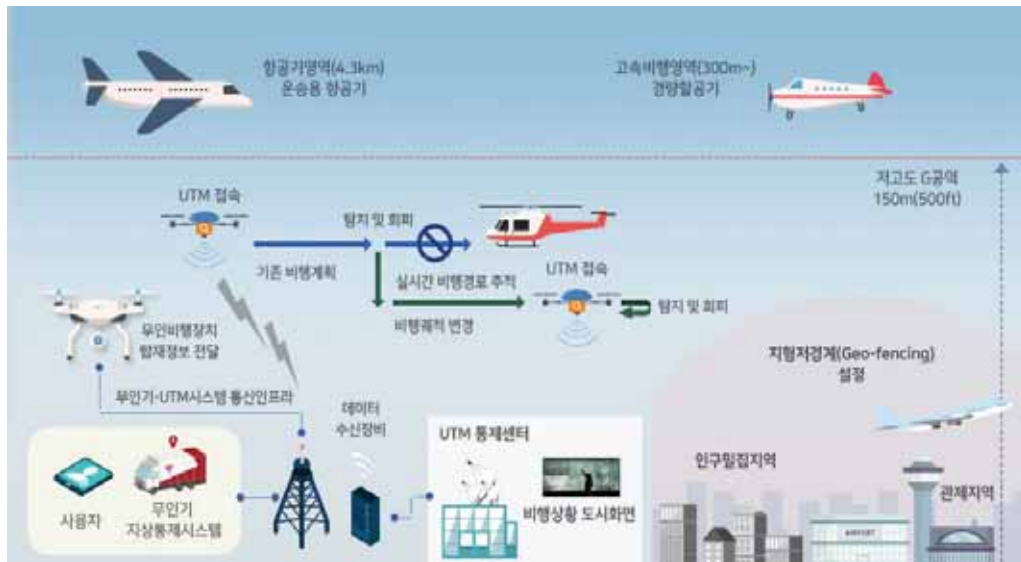 항공기영역(4.3km)
운송용 항공기
고속비행영역(300m~)
경량항공기
저고도 G공역
150m(500ft)
UTM 접속
탐지 및 회피
기존 비행계획
실시간 비행경로 추적
UTM 접속
탐지 및 회피
비행궤적 변경
무인비행장치
탑재정보 전달
지형저경계(Geo-fencing)
설정
무인기-UTM시스템 통신인프라
데이터
수신장비
UTM 통제센터
인구밀집지역
관제지역
사용자
무인기
지상통제시스템
비행상황 도시화면
AIRPORT